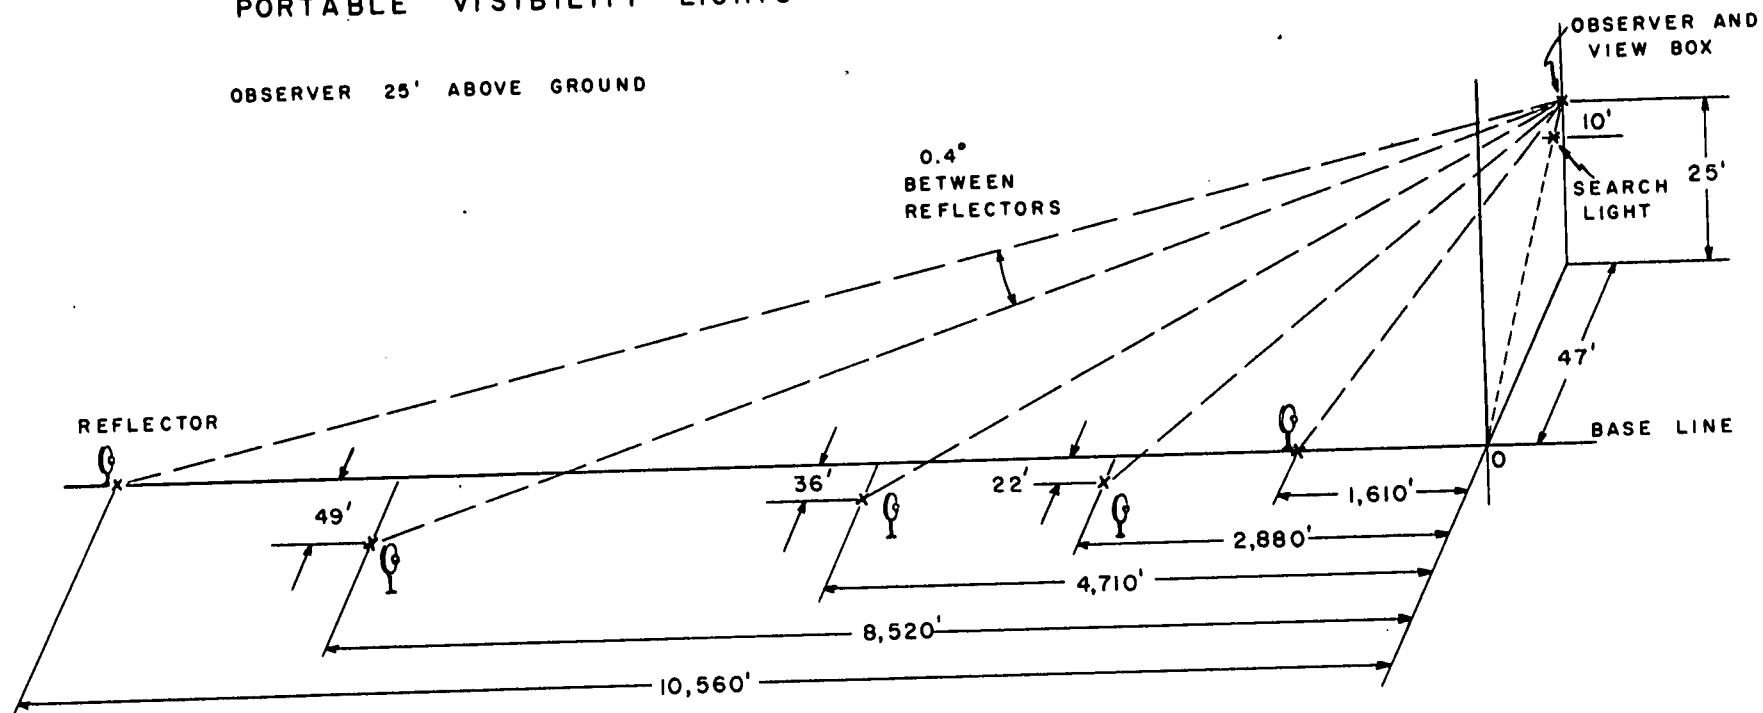 PORTABLE VISIBILITY LIGHTS
OBSERVER 25' ABOVE GROUND
OBSERVER AND
VIEW BOX
10'
25'
SEARCH
LIGHT
0.4°
BETWEEN
REFLECTORS
47'
REFLECTOR
BASE LINE
O
49'
36'
22'
1,610'
2,880'
4,710'
8,520'
10,560'